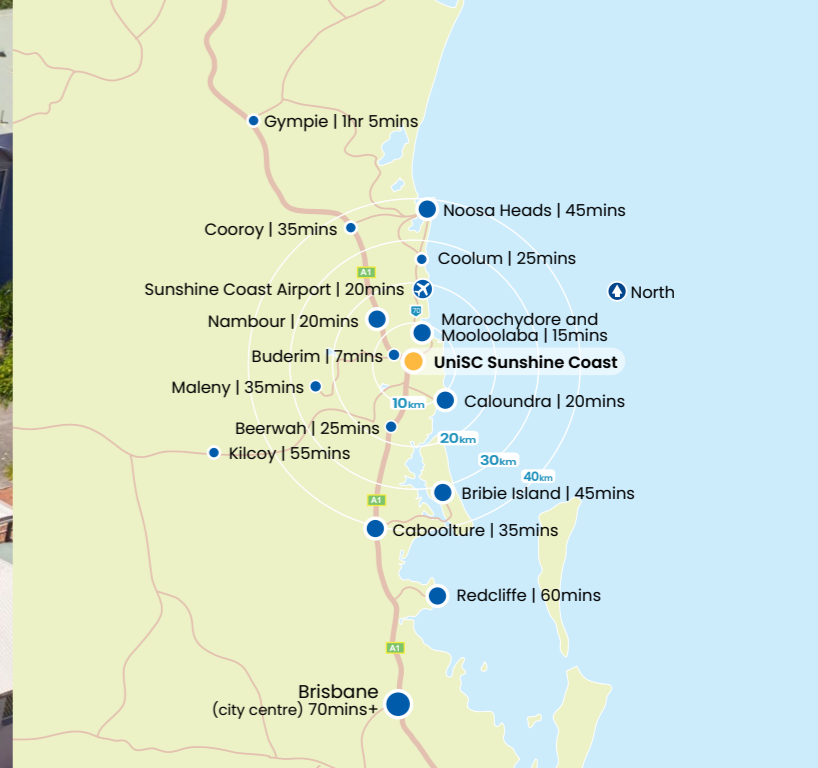 Gympie | 1hr 5mins
Noosa Heads | 45mins
Cooroy | 35mins
Coolum | 25mins
A1
Sunshine Coast Airport | 20mins
North
70
Nambour | 20mins
Maroochydore and
Mooloolaba | 15mins
Buderim | 7mins
UniSC Sunshine Coast
Maleny | 35mins
10km
Caloundra | 20mins
Beerwah | 25mins
20km
Kilcoy | 55mins
30km
40km
Bribie Island | 45mins
A1
Caboolture | 35mins
Redcliffe | 60mins
A1
Brisbane
(city centre) 70mins+